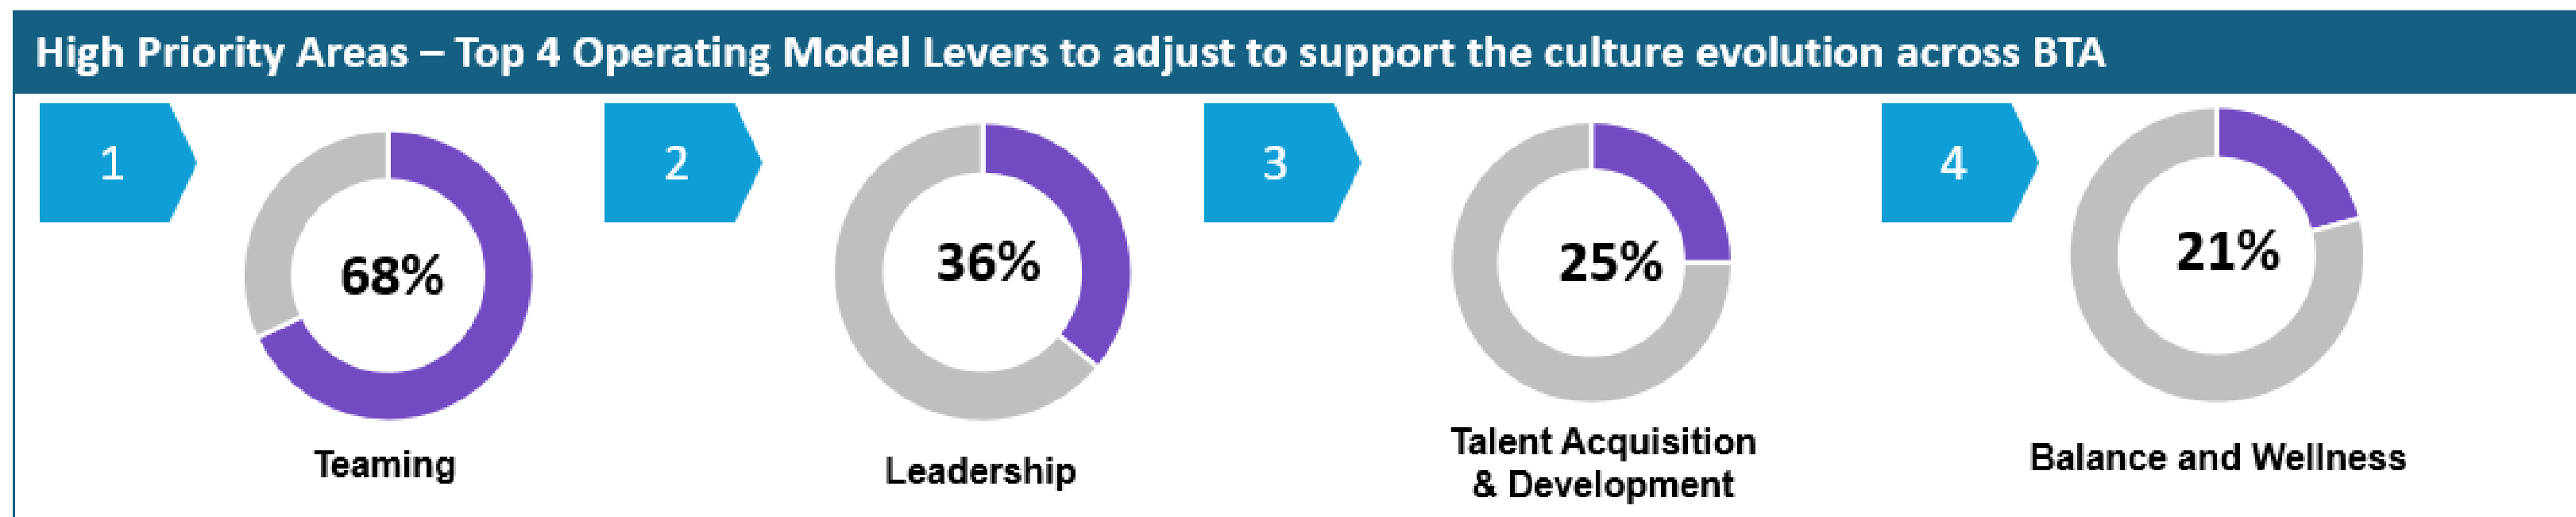 High Priority Areas – Top 4 Operating Model Levers to adjust to support the culture evolution across BTA
1
68%
Teaming
2
36%
Leadership
3
25%
Talent Acquisition
& Development
4
21%
Balance and Wellness